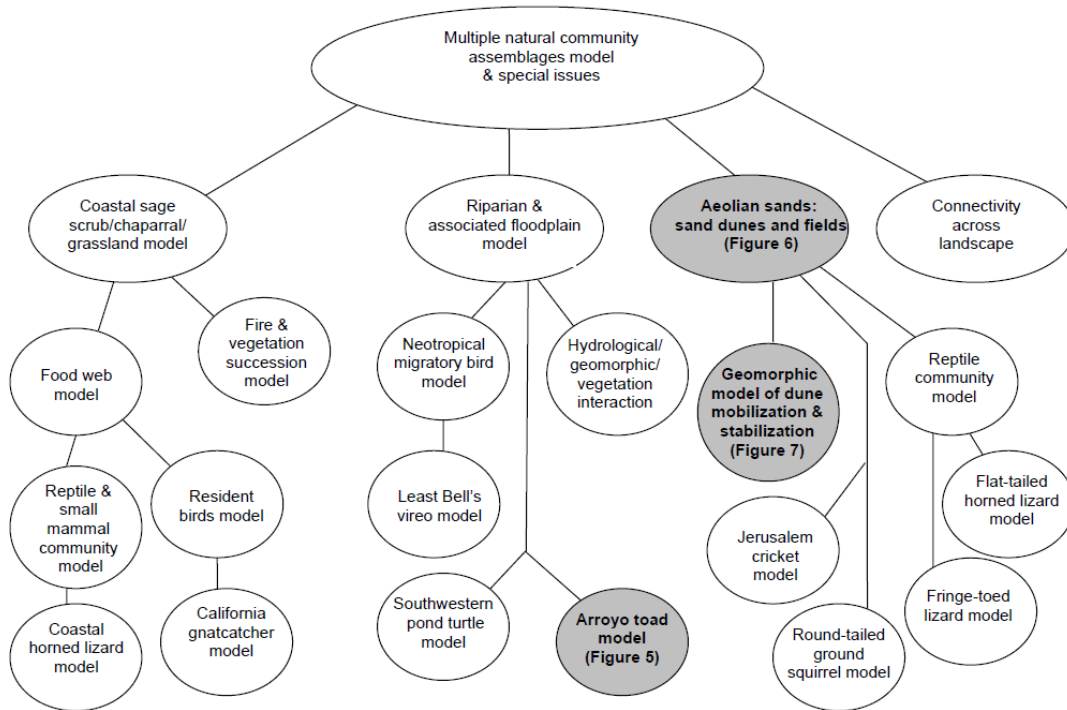 Multiple natural community
assemblages model
& special issues
Coastal sage
scrub/chaparral/
grassland model
Riparian &
associated floodplain
model
Aeolian sands:
sand dunes and fields
(Figure 6)
Connectivity
across
landscape
Food web
model
Fire &
vegetation
succession
model
Neotropical
migratory bird
model
Hydrological/
geomorphic/
vegetation
interaction
Geomorphic
model of dune
mobilization &
stabilization
(Figure 7)
Reptile
community
model
Reptile &
small
mammal
community
model
Resident
birds model
Least Bell's
vireo model
Jerusalem
cricket
model
Flat-tailed
horned lizard
model
Coastal
horned lizard
model
California
gnatcatcher
model
Southwestern
pond turtle
model
Arroyo toad
model
(Figure 5)
Round-tailed
ground
squirrel model
Fringe-toed
lizard model